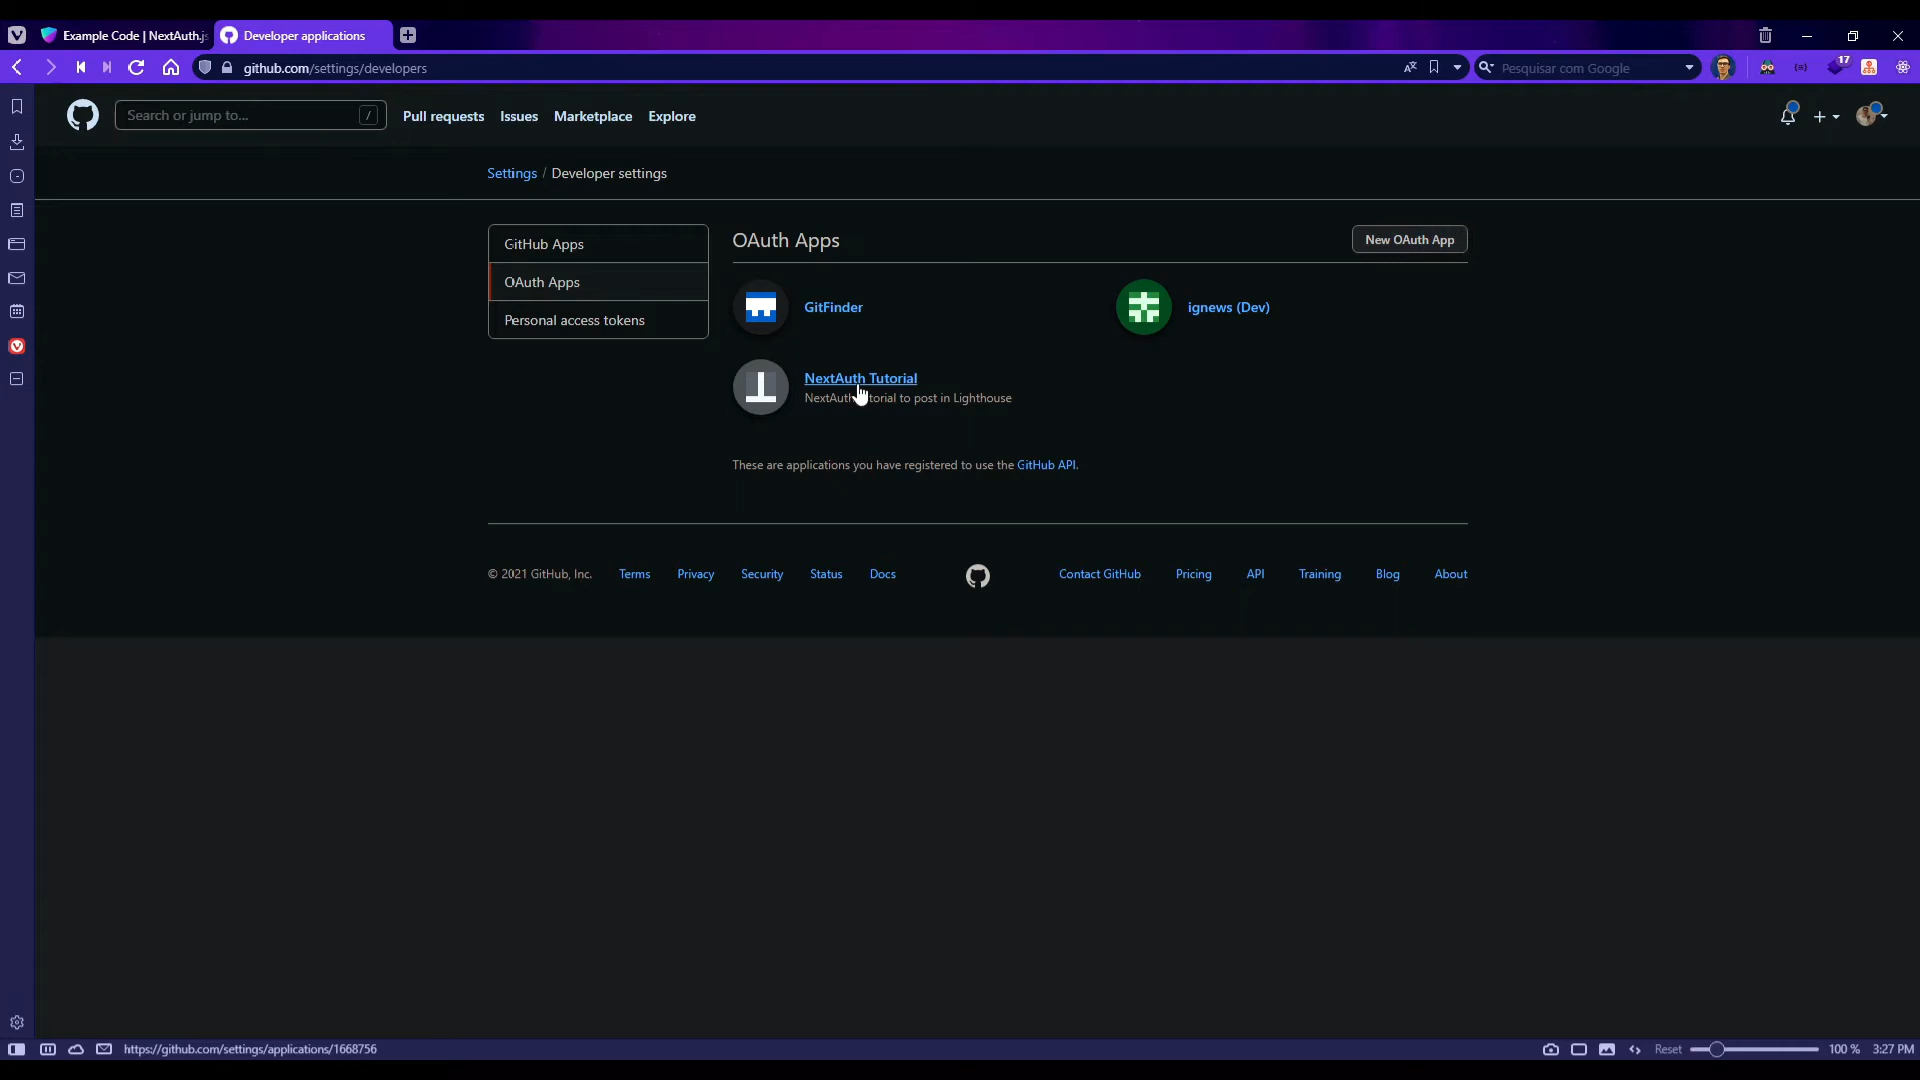 Example Code | NextAuth.js
Developer applications
github.com/settings/developers
Pesquisar com Google
17
Search or jump to...
/
Pull requests
Issues
Marketplace
Explore
Settings / Developer settings
GitHub Apps
OAuth Apps
Personal access tokens
OAuth Apps
New OAuth App
GitFinder
ignews (Dev)
NextAuth Tutorial
NextAuth torial to post in Lighthouse
These are applications you have registered to use the GitHub API.
© 2021 GitHub, Inc.
Terms
Privacy
Security
Status
Docs
Contact GitHub
Pricing
API
Training
Blog
About
https://github.com/settings/applications/1668756
Reset
100 %
3:27 PM